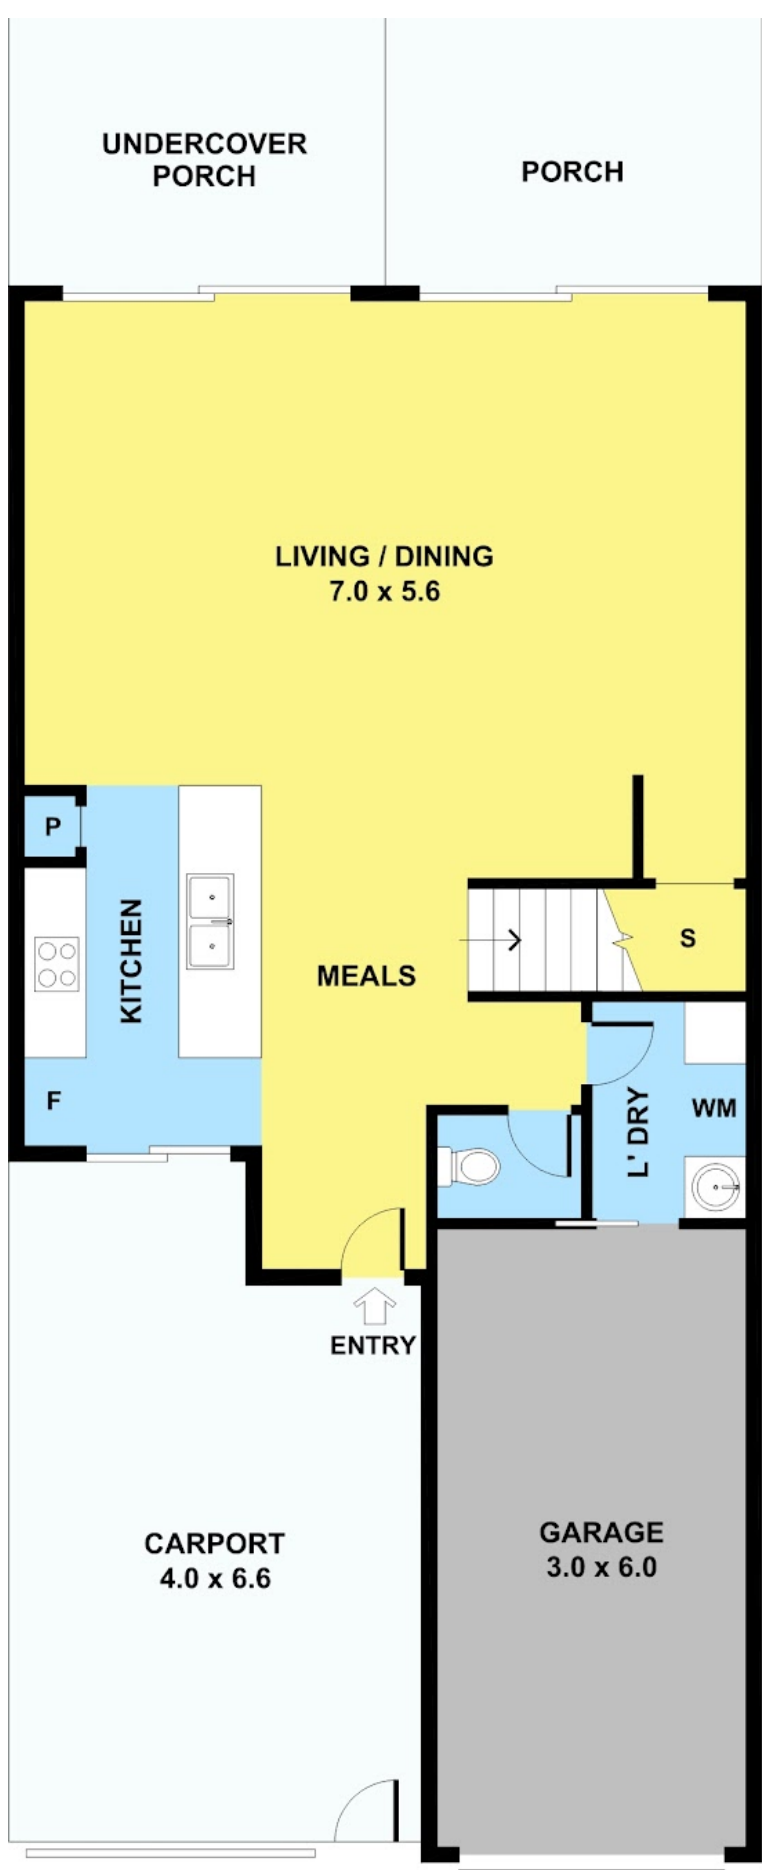 UNDERCOVER
PORCH
PORCH
LIVING / DINING
7.0 x 5.6
P
KITCHEN
MEALS
S
F
L' DRY
WM
ENTRY
CARPORT
4.0 x 6.6
GARAGE
3.0 x 6.0